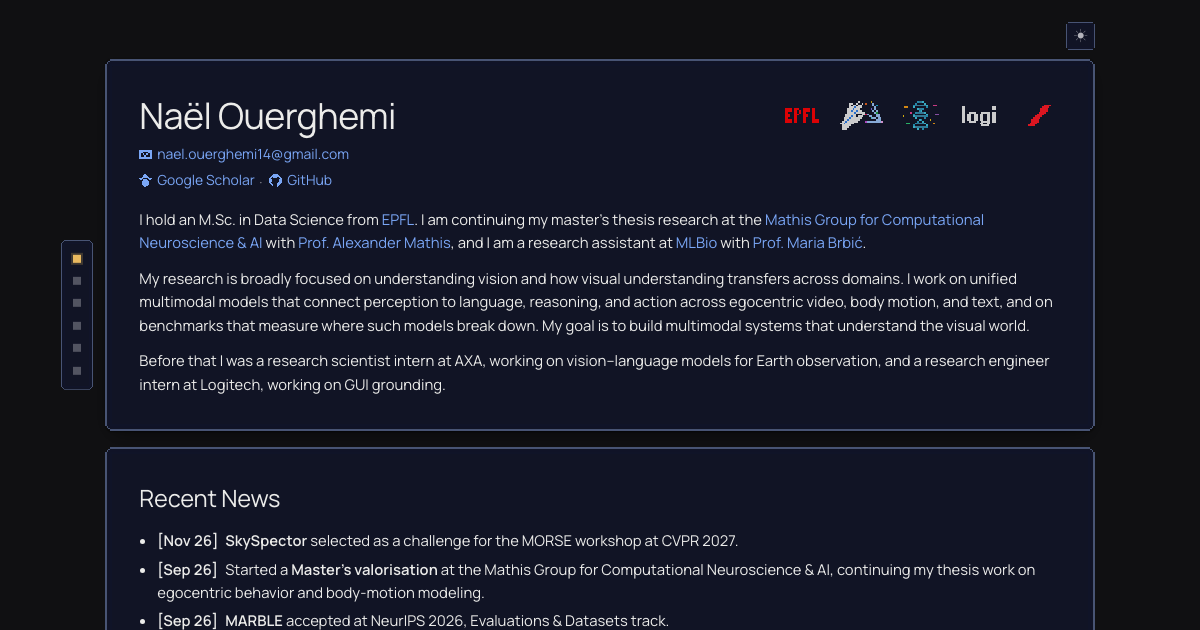 Naël Ouerghemi
EPFL
logi
nael.ouerghemi14@gmail.com
Google Scholar · GitHub
I hold an M.Sc. in Data Science from EPFL. I am continuing my master's thesis research at the Mathis Group for Computational
Neuroscience & AI with Prof. Alexander Mathis, and I am a research assistant at MLBio with Prof. Maria Brbić.
My research is broadly focused on understanding vision and how visual understanding transfers across domains. I work on unified
multimodal models that connect perception to language, reasoning, and action across egocentric video, body motion, and text, and on
benchmarks that measure where such models break down. My goal is to build multimodal systems that understand the visual world.
Before that I was a research scientist intern at AXA, working on vision–language models for Earth observation, and a research engineer
intern at Logitech, working on GUI grounding.
Recent News
• [Nov 26] SkySpector selected as a challenge for the MORSE workshop at CVPR 2027.
• [Sep 26] Started a Master's valorisation at the Mathis Group for Computational Neuroscience & AI, continuing my thesis work on
egocentric behavior and body-motion modeling.
• [Sep 26] MARBLE accepted at NeurIPS 2026, Evaluations & Datasets track.